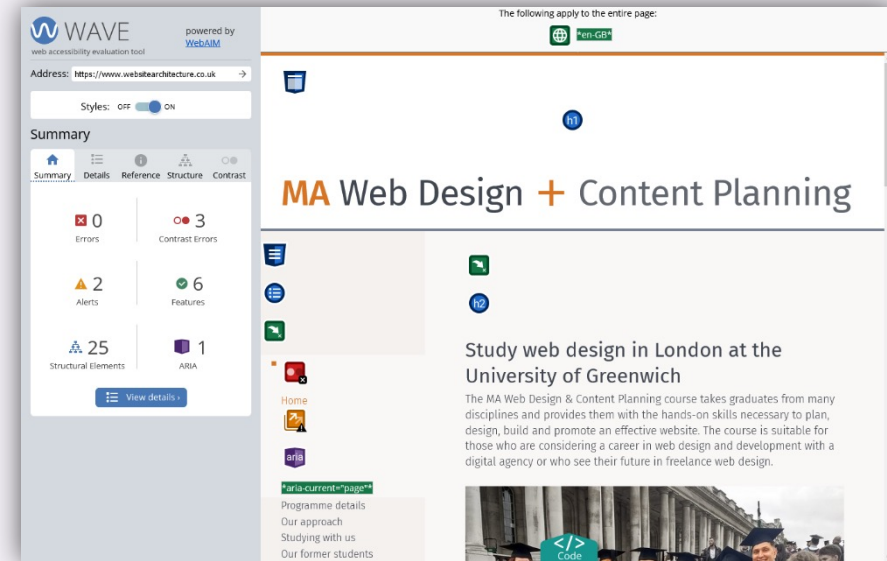 WAVE
web accessibility evaluation tool
powered by
WebAIM
Address: https://www.websitearchitecture.co.uk →
Styles: OFF ON
Summary
Summary Details Reference Structure Contrast
0 Errors
3 Contrast Errors
2 Alerts
6 Features
25 Structural Elements
1 ARIA
View details ›
The following apply to the entire page:
*en-GB*
h1
MA Web Design + Content Planning
Home
aria
*aria-current="page"*
Programme details
Our approach
Studying with us
Our former students
h2
Study web design in London at the
University of Greenwich
The MA Web Design & Content Planning course takes graduates from many
disciplines and provides them with the hands-on skills necessary to plan,
design, build and promote an effective website. The course is suitable for
those who are considering a career in web design and development with a
digital agency or who see their future in freelance web design.
</>
Code